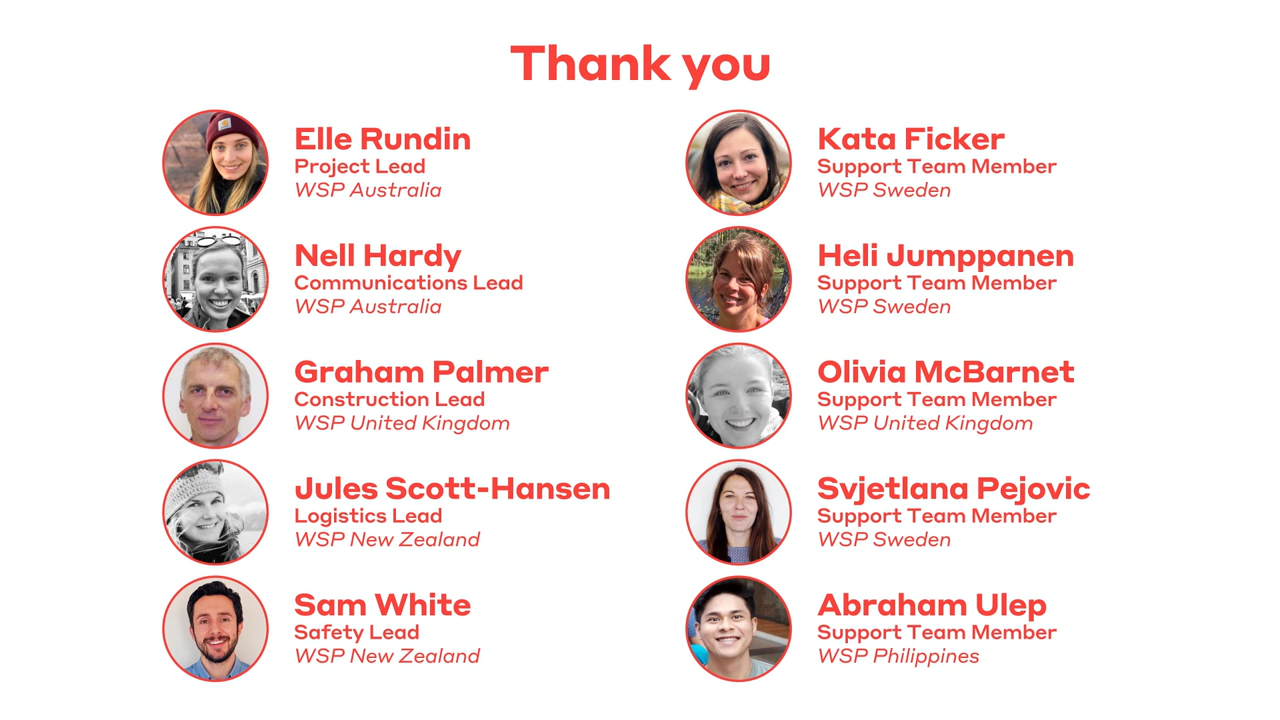 Thank you
Elle Rundin
Project Lead
WSP Australia
Nell Hardy
Communications Lead
WSP Australia
Graham Palmer
Construction Lead
WSP United Kingdom
Jules Scott-Hansen
Logistics Lead
WSP New Zealand
Sam White
Safety Lead
WSP New Zealand
Kata Ficker
Support Team Member
WSP Sweden
Heli Jumppanen
Support Team Member
WSP Sweden
Olivia McBarnet
Support Team Member
WSP United Kingdom
Svjetlana Pejovic
Support Team Member
WSP Sweden
Abraham Ulep
Support Team Member
WSP Philippines